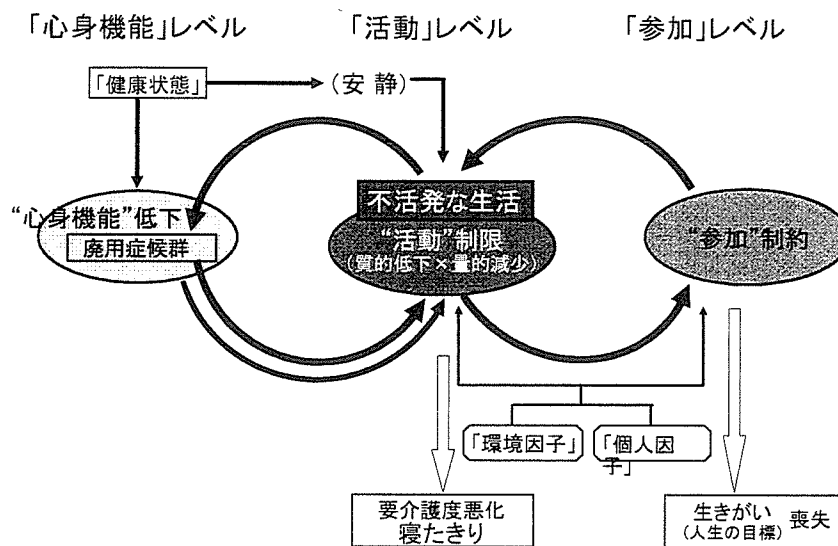 「心身機能」レベル
「活動」レベル
「参加」レベル
「健康状態」
(安 静)
“心身機能”低下
廃用症候群
不活発な生活
“活動”制限
(質的低下×量的減少)
“参加”制約
「環境因子」
「個人因
子」
要介護度悪化
寝たきり
生きがい
(人生の目標)
喪失